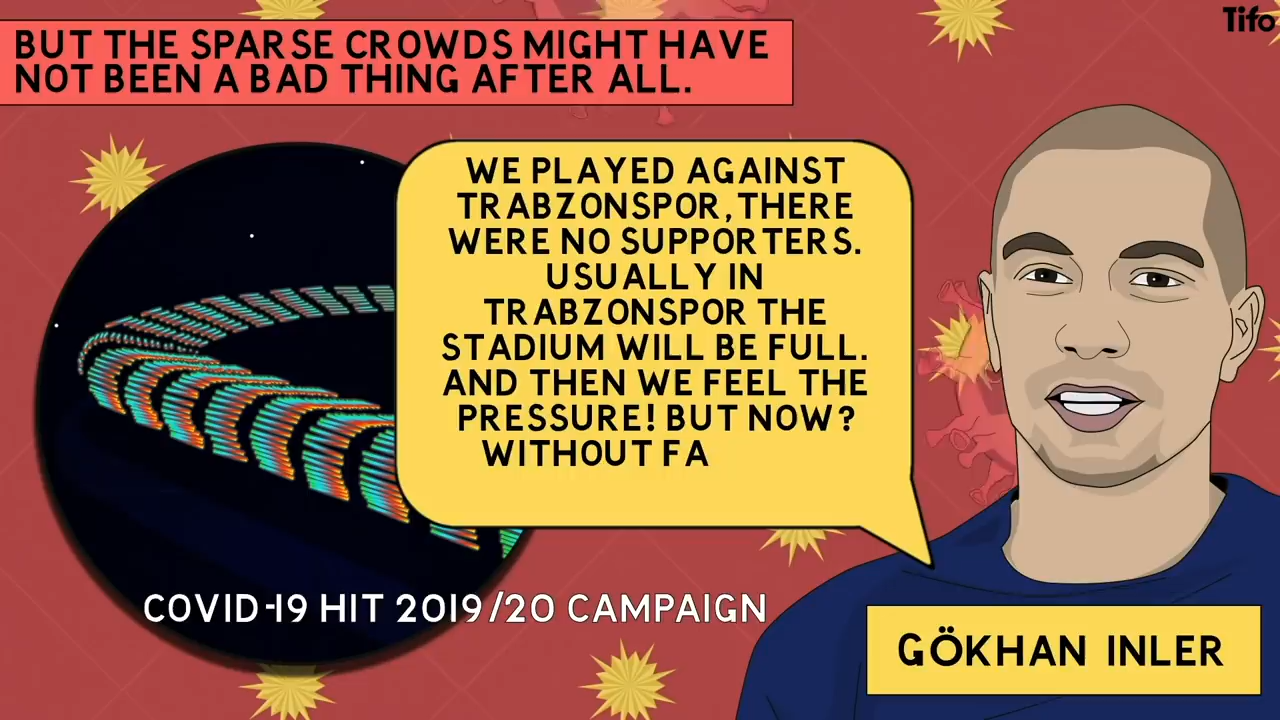 Tifo
BUT THE SPARSE CROWDS MIGHT HAVE
NOT BEEN A BAD THING AFTER ALL.
WE PLAYED AGAINST
TRABZONSPOR, THERE
WERE NO SUPPORTERS.
USUALLY IN
TRABZONSPOR THE
STADIUM WILL BE FULL.
AND THEN WE FEEL THE
PRESSURE! BUT NOW?
WITHOUT FA
COVID-19 HIT 2019/20 CAMPAIGN
GÖKHAN INLER